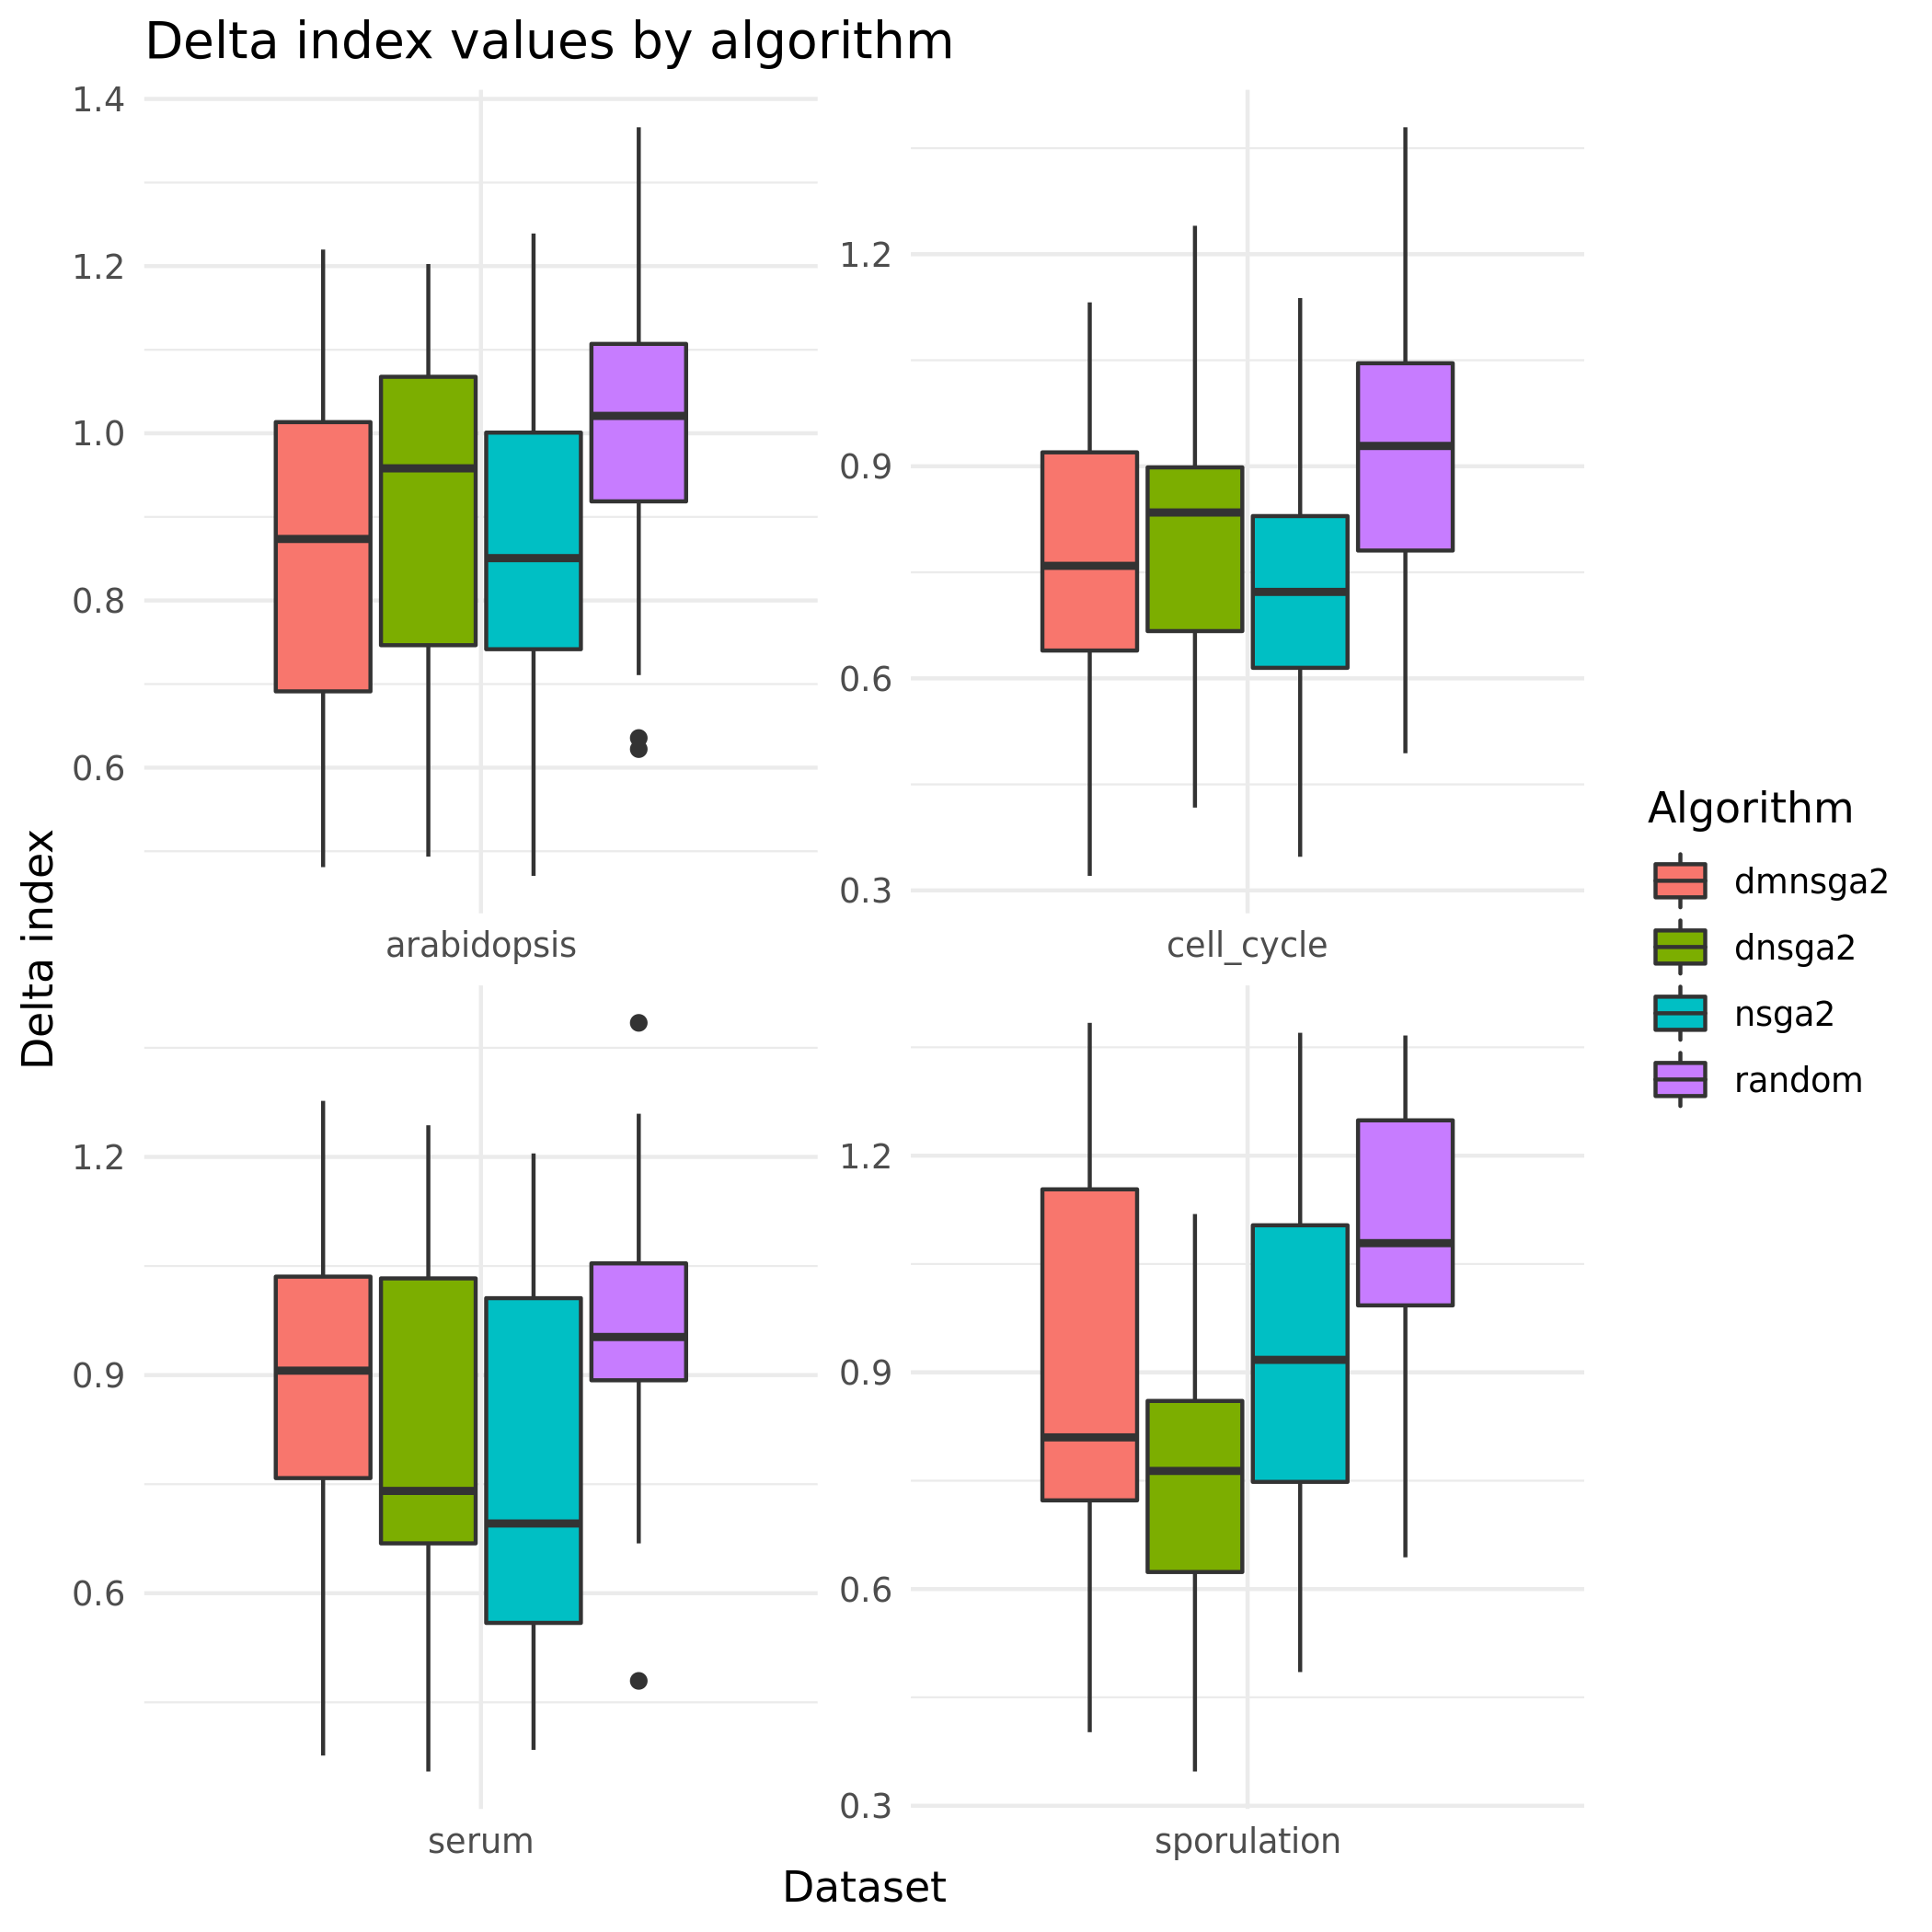 Delta index values by algorithm
1.4
1.2
1.0
0.8
0.6
arabidopsis
1.2
0.9
0.6
0.3
cell_cycle
1.2
0.9
0.6
serum
1.2
0.9
0.6
0.3
sporulation
Delta index
Dataset
Algorithm
dmnsga2
dnsga2
nsga2
random